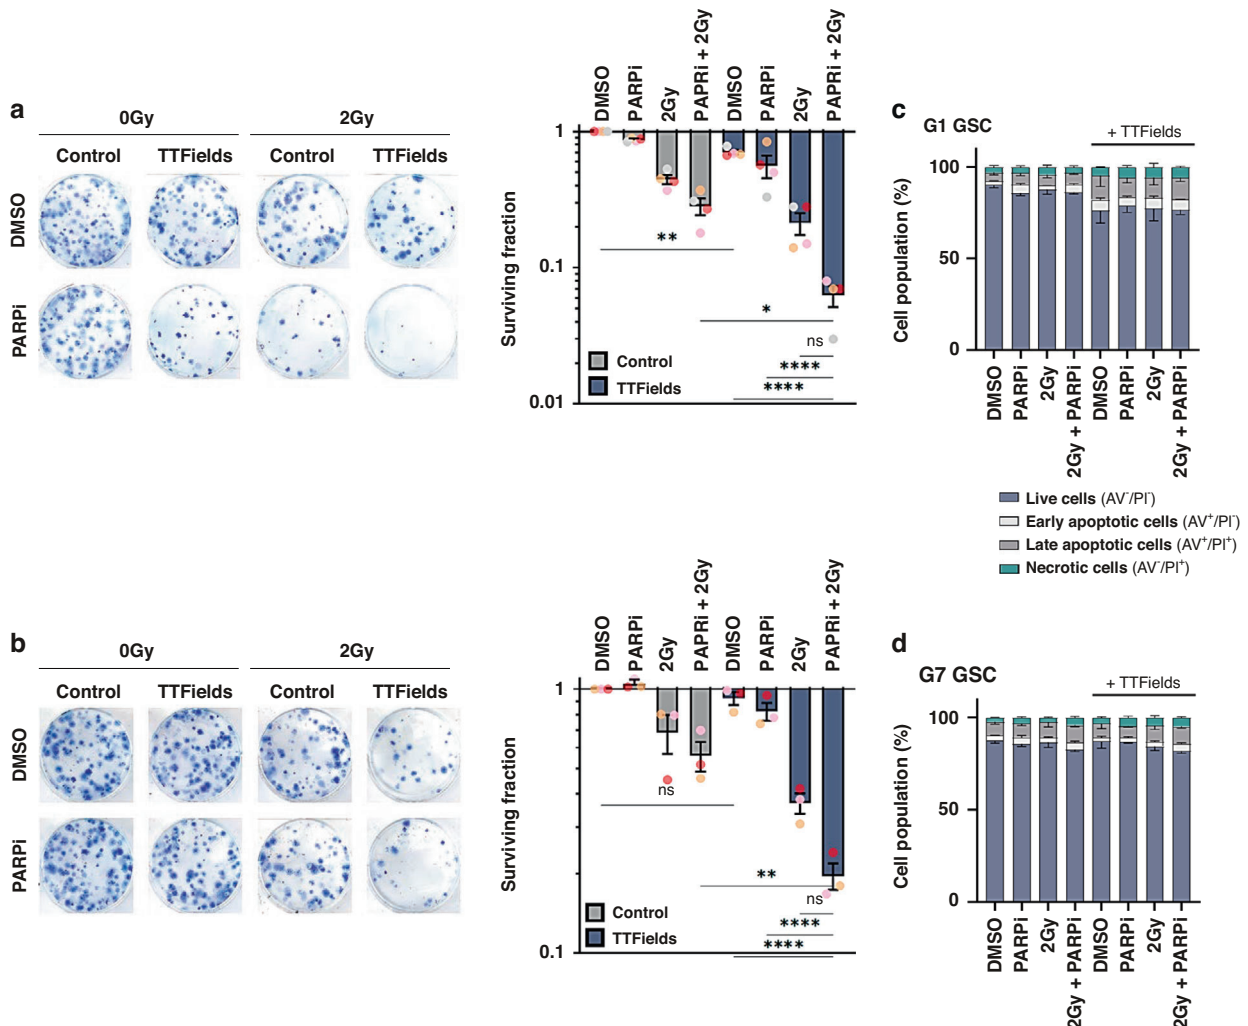 a
0Gy
2Gy
Control
TTFields
Control
TTFields
DMSO
PARPi
DMSO
PARPi
2Gy
PAPRi + 2Gy
DMSO
PARPi
2Gy
PAPRi + 2Gy
Surviving fraction
1
0.1
0.01
**
*
ns
****
****
Control
TTFields
c
G1 GSC
+ TTFields
Cell population (%)
100
50
0
DMSO
PARPi
2Gy
2Gy + PARPi
DMSO
PARPi
2Gy
2Gy + PARPi
Live cells (AV⁻/PI⁻)
Early apoptotic cells (AV⁺/PI⁻)
Late apoptotic cells (AV⁺/PI⁺)
Necrotic cells (AV⁻/PI⁺)
b
0Gy
2Gy
Control
TTFields
Control
TTFields
DMSO
PARPi
DMSO
PARPi
2Gy
PAPRi + 2Gy
DMSO
PARPi
2Gy
PAPRi + 2Gy
Surviving fraction
1
0.1
ns
**
ns
****
****
Control
TTFields
d
G7 GSC
+ TTFields
Cell population (%)
100
50
0
DMSO
PARPi
2Gy
2Gy + PARPi
DMSO
PARPi
2Gy
2Gy + PARPi